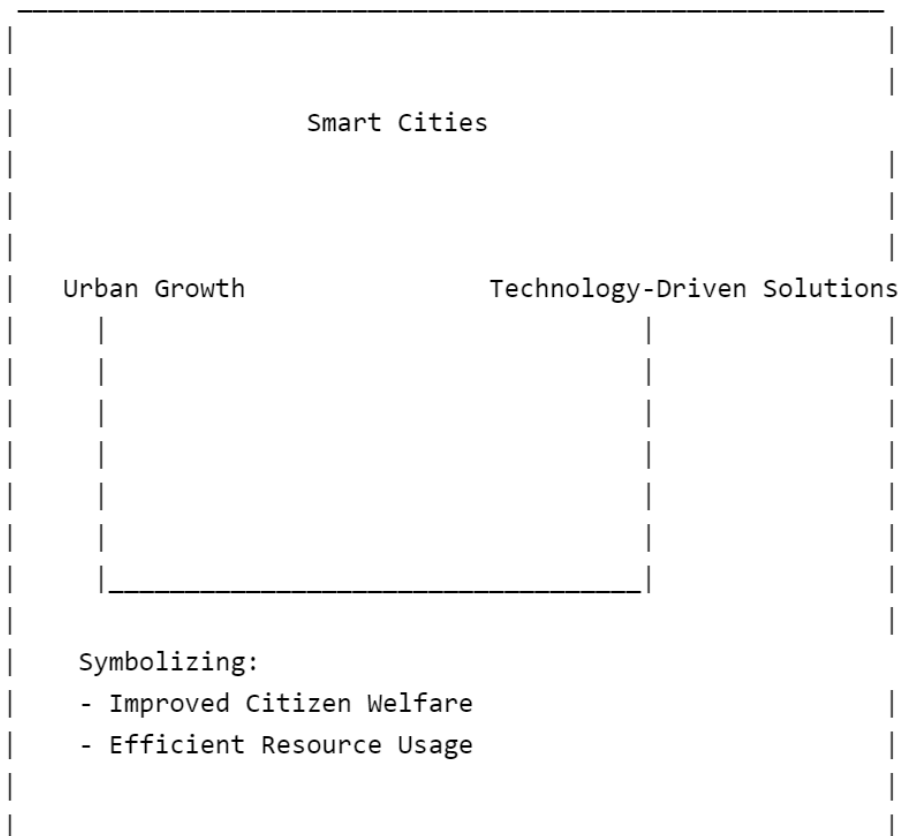 Smart Cities
Urban Growth Technology-Driven Solutions
Symbolizing:
- Improved Citizen Welfare
- Efficient Resource Usage